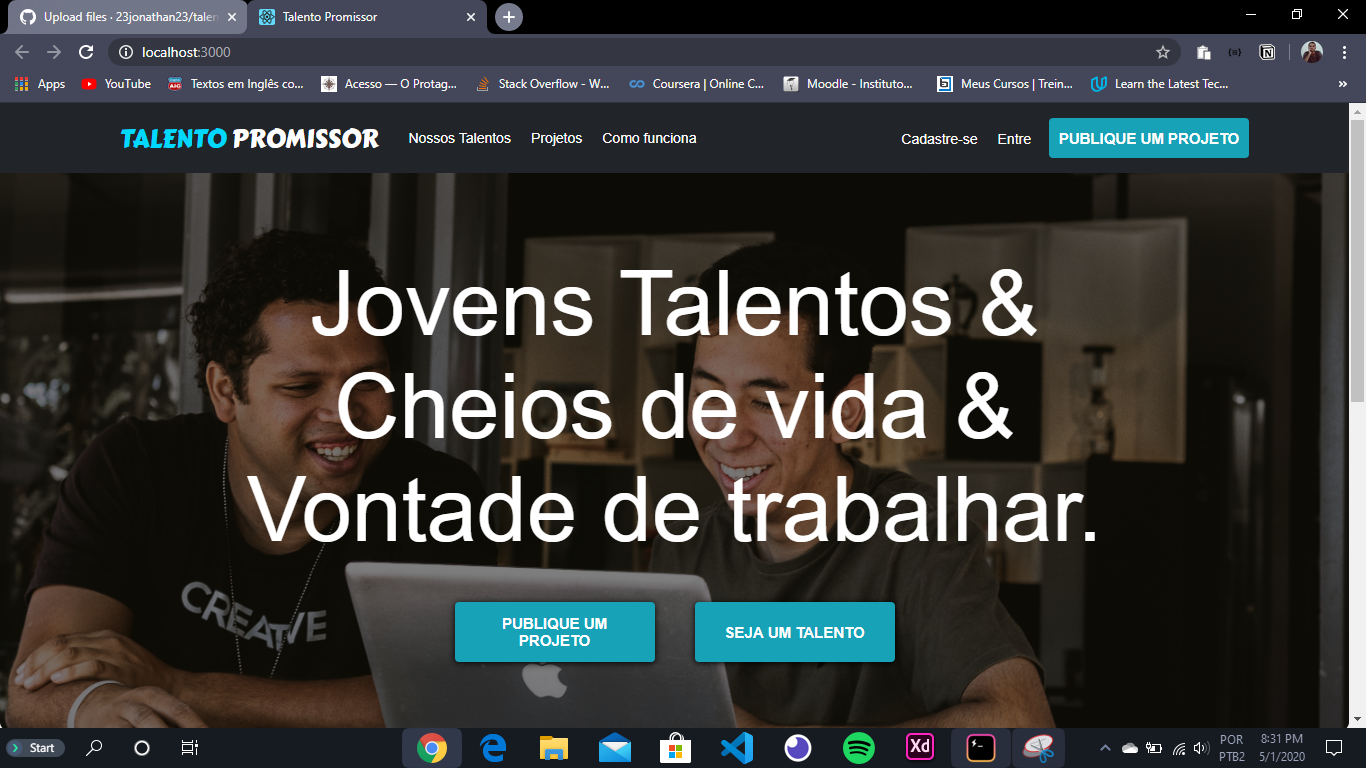 Upload files · 23jonathan23/talen
Talento Promissor
localhost:3000
Apps
YouTube
Textos em Inglês co...
Acesso — O Protag...
Stack Overflow - W...
Coursera | Online C...
Moodle - Instituto...
Meus Cursos | Trein...
Learn the Latest Tec...
»
TALENTO PROMISSOR
Nossos Talentos
Projetos
Como funciona
Cadastre-se
Entre
PUBLIQUE UM PROJETO
Jovens Talentos &
Cheios de vida &
Vontade de trabalhar.
CREATIVE
PUBLIQUE UM
PROJETO
SEJA UM TALENTO
Start
Xd
POR
PTB2
8:31 PM
5/1/2020